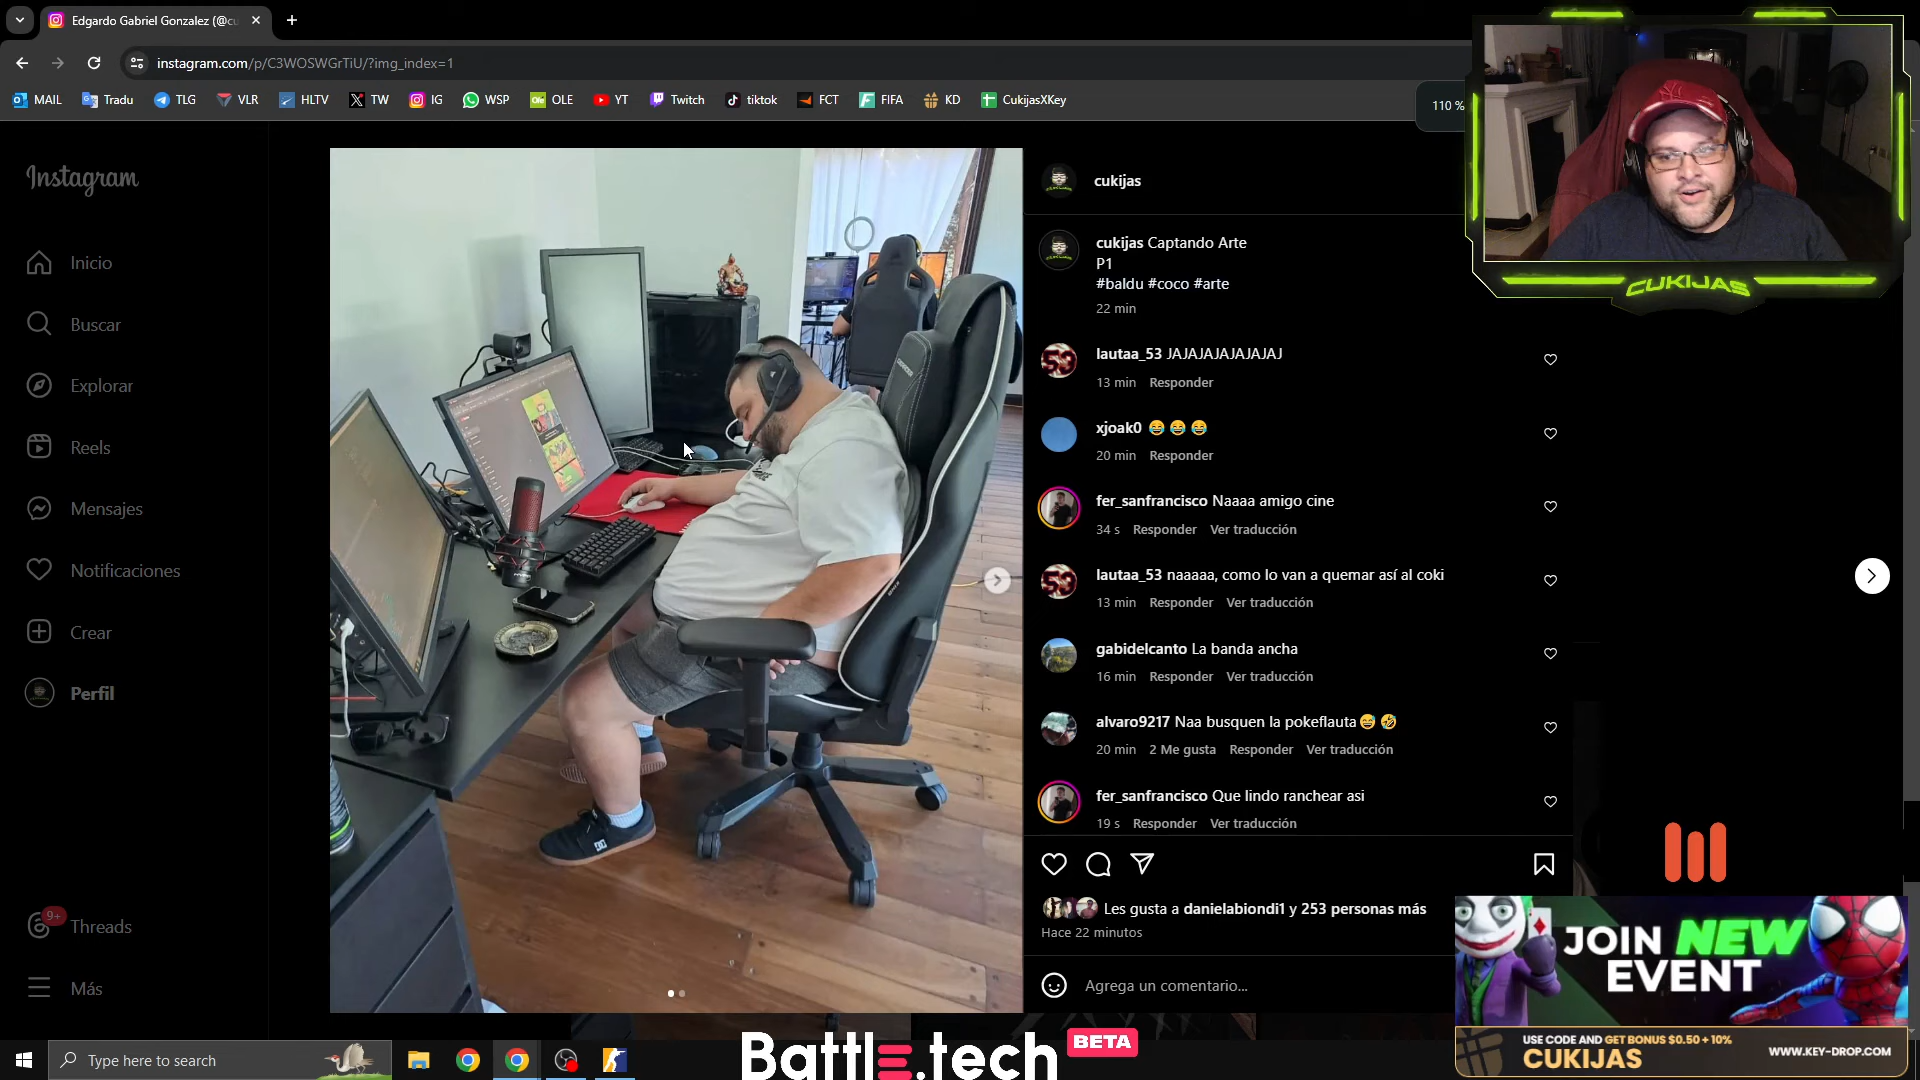 Edgardo Gabriel Gonzalez (@cu
instagram.com/p/C3WOSWGrTiU/?img_index=1
MAIL
Tradu
TLG
VLR
HLTV
TW
IG
WSP
OLE
YT
Twitch
tiktok
FCT
FIFA
KD
CukijasXKey
110 %
Instagram
Inicio
Buscar
Explorar
Reels
Mensajes
Notificaciones
Crear
Perfil
9+
Threads
Más
cukijas
cukijas Captando Arte
P1
#baldu #coco #arte
22 min
lautaa_53 JAJAJAJAJAJAJAJ
13 min Responder
xjoak0 😂😂😂
20 min Responder
fer_sanfrancisco Naaaa amigo cine
34 s Responder Ver traducción
lautaa_53 naaaaa, como lo van a quemar así al coki
13 min Responder Ver traducción
gabidelcanto La banda ancha
16 min Responder Ver traducción
alvaro9217 Naa busquen la pokeflauta😅🤣
20 min 2 Me gusta Responder Ver traducción
fer_sanfrancisco Que lindo ranchear asi
19 s Responder Ver traducción
Les gusta a danielabiondi1 y 253 personas más
Hace 22 minutos
Agrega un comentario...
CUKIJAS
JOIN NEW
EVENT
USE CODE AND GET BONUS $0.50 + 10%
CUKIJAS
WWW.KEY-DROP.COM
Type here to search
Battle.tech
BETA